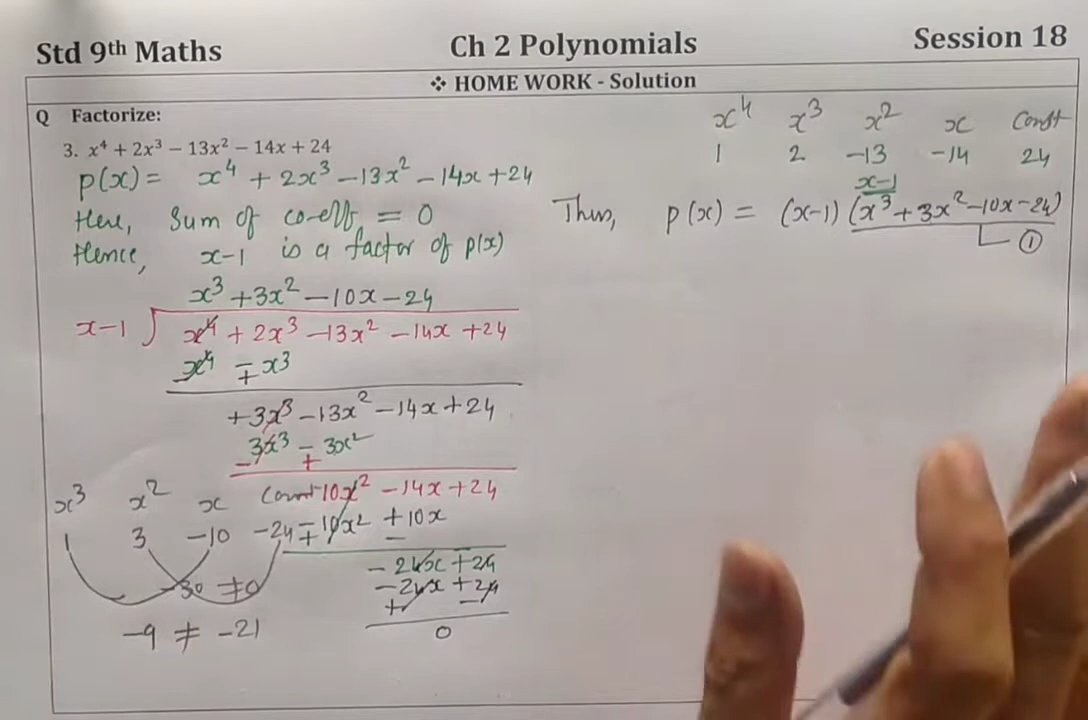 Std 9th Maths
Ch 2 Polynomials
Session 18
❖ HOME WORK - Solution
Q Factorize:
3. x⁴ + 2x³ − 13x² − 14x + 24
p(x) = x⁴ + 2x³ − 13x² − 14x + 24
Here, Sum of co-effs = 0
Hence, x−1 is a factor of p(x)
x³ + 3x² − 10x − 24
x−1 ) x⁴ + 2x³ − 13x² − 14x + 24
x⁴ ∓ x³
+3x³ − 13x² − 14x + 24
3x³ − 3x²
− +
10x² − 14x + 24
∓ 10x² + 10x
−
− 24x + 24
− 24x + 24
+ −
0
x³ x² x Const
1 3 −10 −24
−30 ≠ 0
−9 ≠ −21
x⁴ x³ x² x Const
1 2 −13 −14 24
x−1
Thus, p(x) = (x−1) (x³ + 3x² − 10x − 24)
①